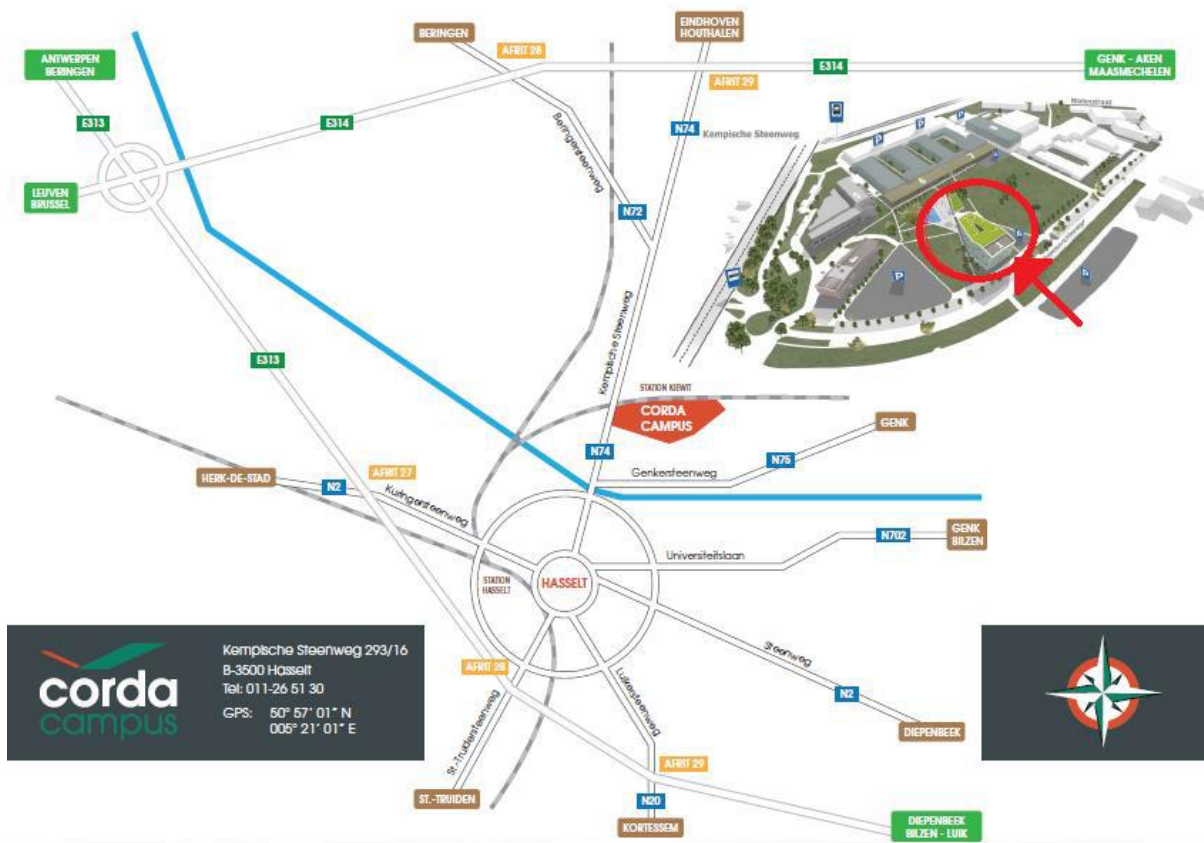 BERINGEN
AFRIT 28
EINDHOVEN
HOUTHALEN
ANTWERPEN
BERINGEN
E314
GENK - AKEN
MAASMECHELEN
AFRIT 29
E313
E314
N74
Kempische Steenweg
Beringersteenweg
LEUVEN
BRUSSEL
N72
P
P
P
P
Kempische Steenweg
E313
STATION KIEWIT
CORDA
CAMPUS
GENK
N74
N75
Genkersteenweg
AFRIT 27
HERK-DE-STAD
N2
Kuringersteenweg
N702
GENK
BILZEN
Universiteitslaan
STATION
HASSELT
HASSELT
Steenweg
AFRIT 28
Luikersteenweg
N2
St.-Truidersteenweg
DIEPENBEEK
AFRIT 29
ST.-TRUIDEN
N20
KORTESSEM
DIEPENBEEK
BILZEN - LUIK
corda
campus
Kempische Steenweg 293/16
B-3500 Hasselt
Tel: 011-26 51 30
GPS: 50° 57' 01" N
005° 21' 01" E